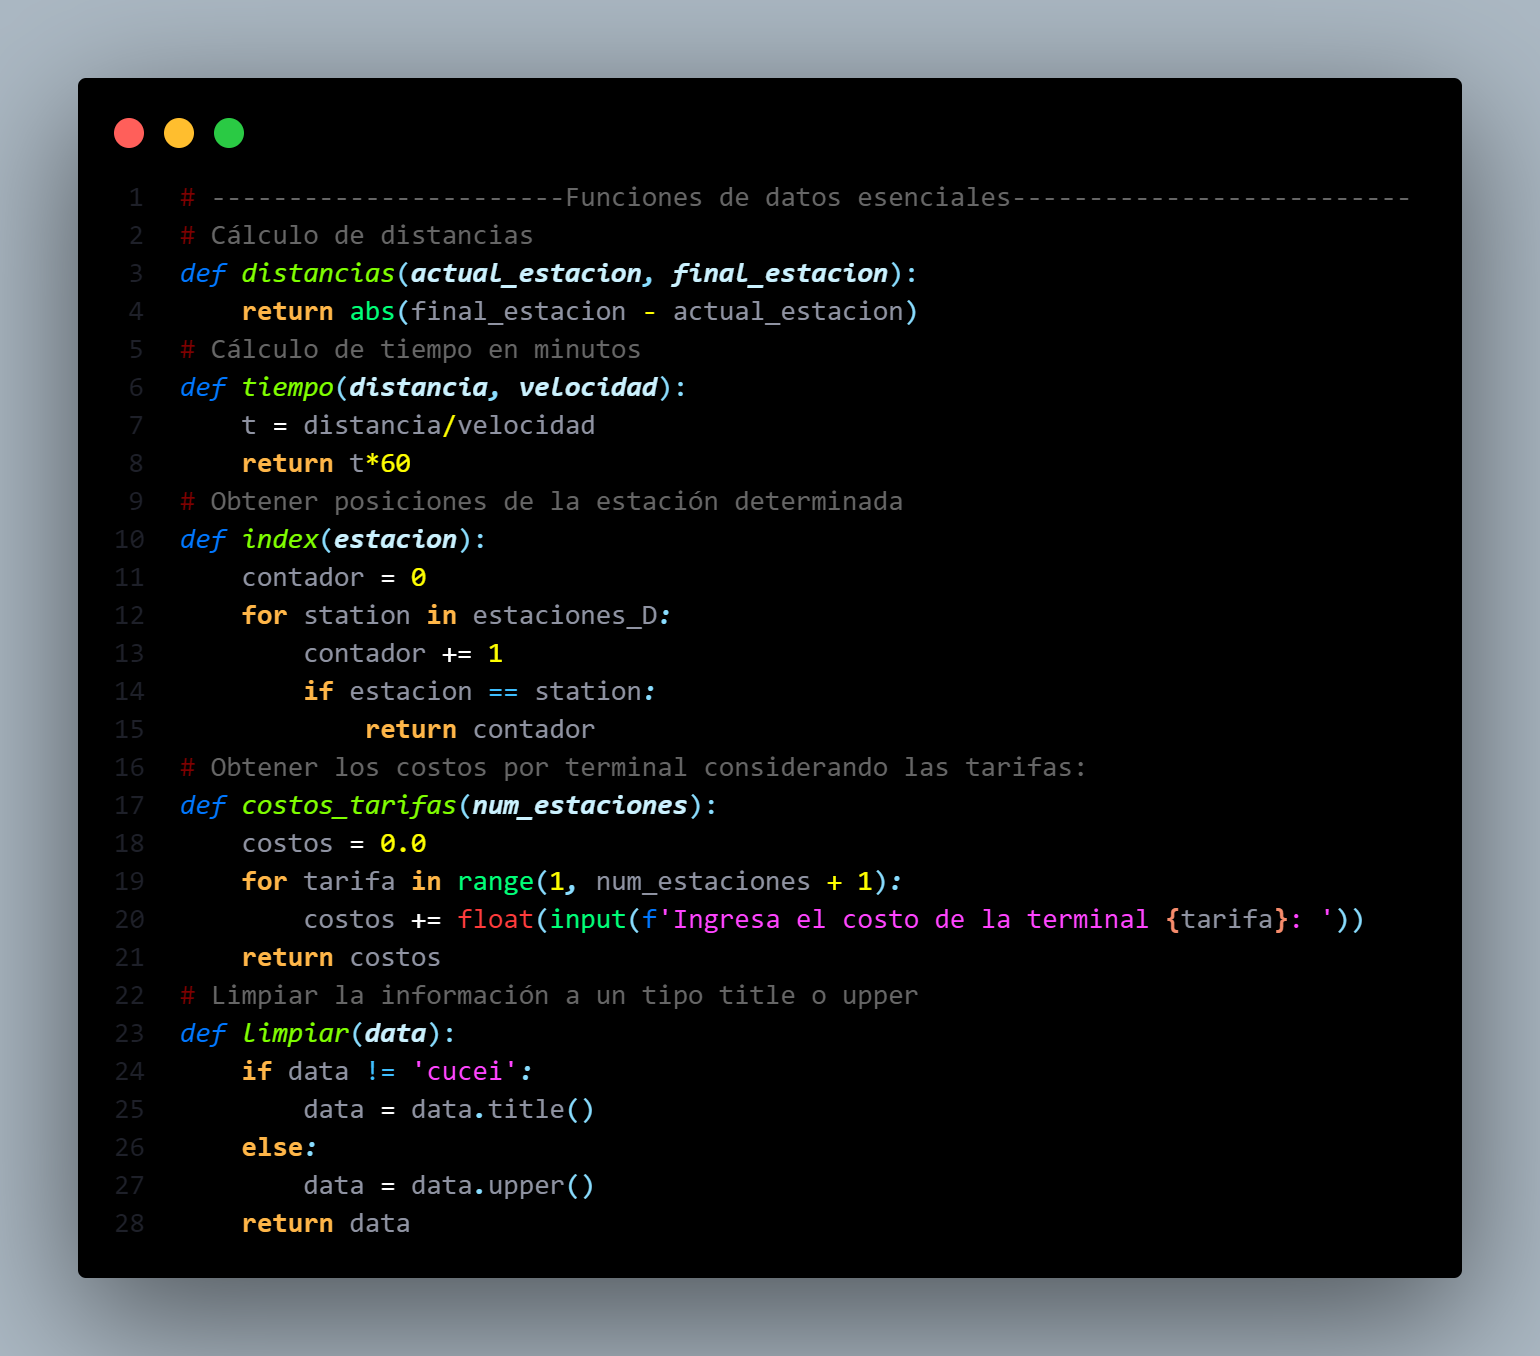 1 # -----------------------Funciones de datos esenciales--------------------------
2 # Cálculo de distancias
3 def distancias(actual_estacion, final_estacion):
4     return abs(final_estacion - actual_estacion)
5 # Cálculo de tiempo en minutos
6 def tiempo(distancia, velocidad):
7     t = distancia/velocidad
8     return t*60
9 # Obtener posiciones de la estación determinada
10 def index(estacion):
11     contador = 0
12     for station in estaciones_D:
13         contador += 1
14         if estacion == station:
15             return contador
16 # Obtener los costos por terminal considerando las tarifas:
17 def costos_tarifas(num_estaciones):
18     costos = 0.0
19     for tarifa in range(1, num_estaciones + 1):
20         costos += float(input(f'Ingresa el costo de la terminal {tarifa}: '))
21     return costos
22 # Limpiar la información a un tipo title o upper
23 def limpiar(data):
24     if data != 'cucei':
25         data = data.title()
26     else:
27         data = data.upper()
28     return data